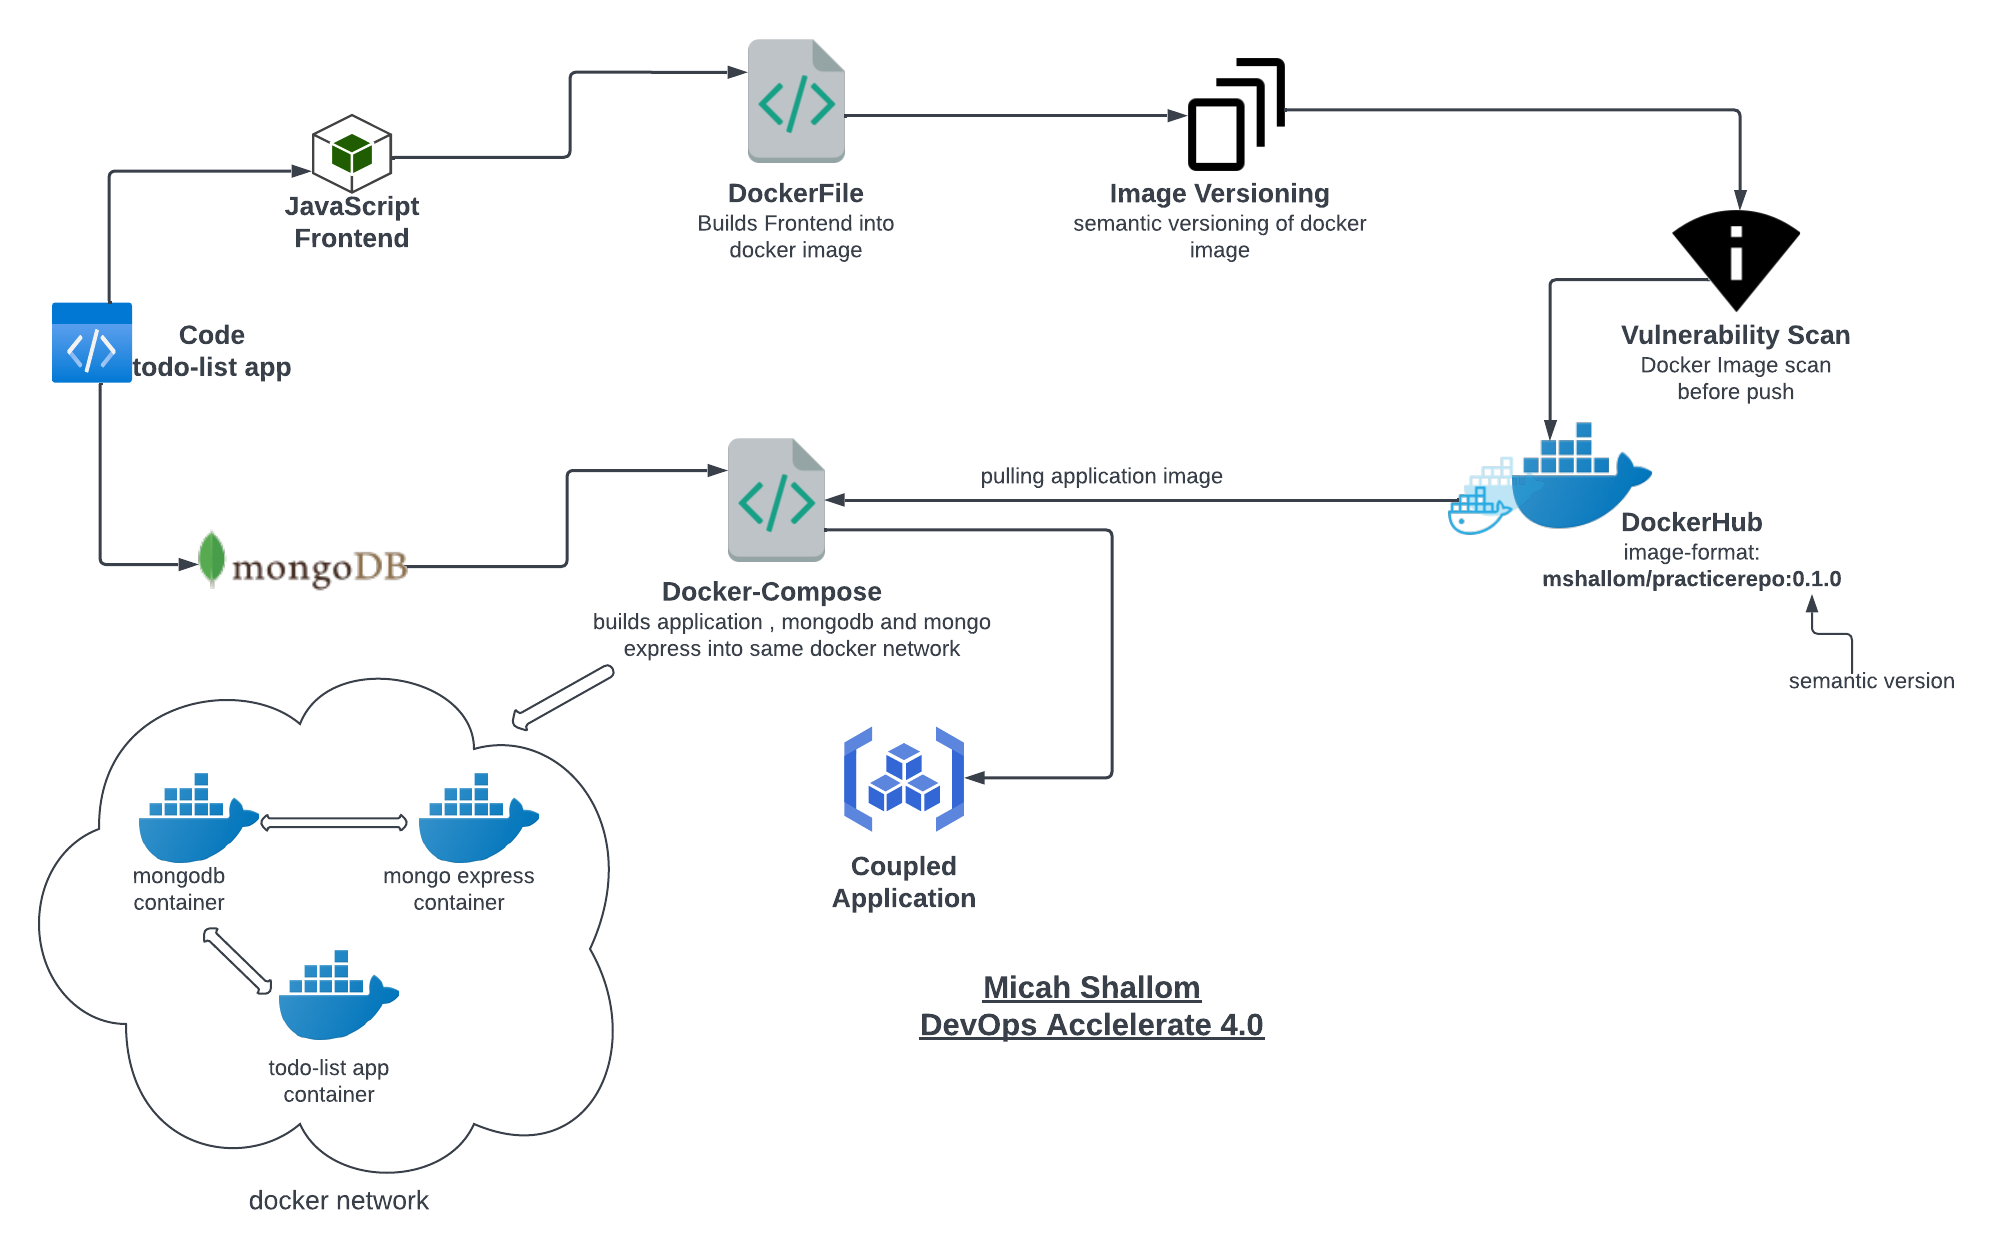 JavaScript
Frontend
DockerFile
Builds Frontend into
docker image
Image Versioning
semantic versioning of docker
image
Code
todo-list app
Vulnerability Scan
Docker Image scan
before push
pulling application image
DockerHub
image-format:
mshallom/practicerepo:0.1.0
semantic version
mongoDB
Docker-Compose
builds application , mongodb and mongo
express into same docker network
mongodb
container
mongo express
container
todo-list app
container
docker network
Coupled
Application
Micah Shallom
DevOps Acclelerate 4.0